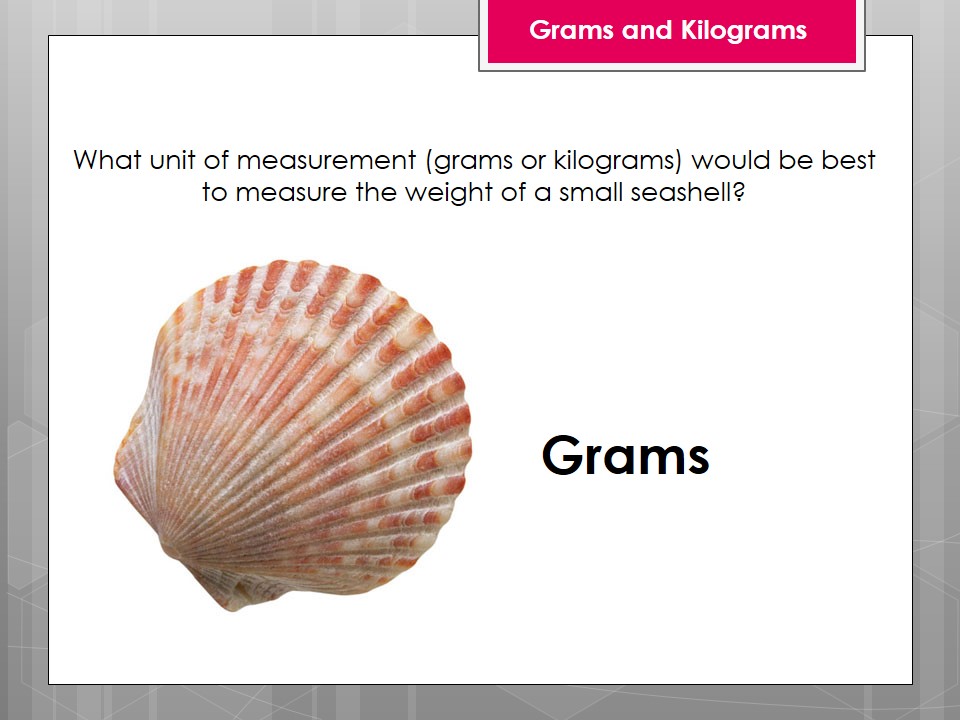 Grams and Kilograms
What unit of measurement (grams or kilograms) would be best
to measure the weight of a small seashell?
Grams